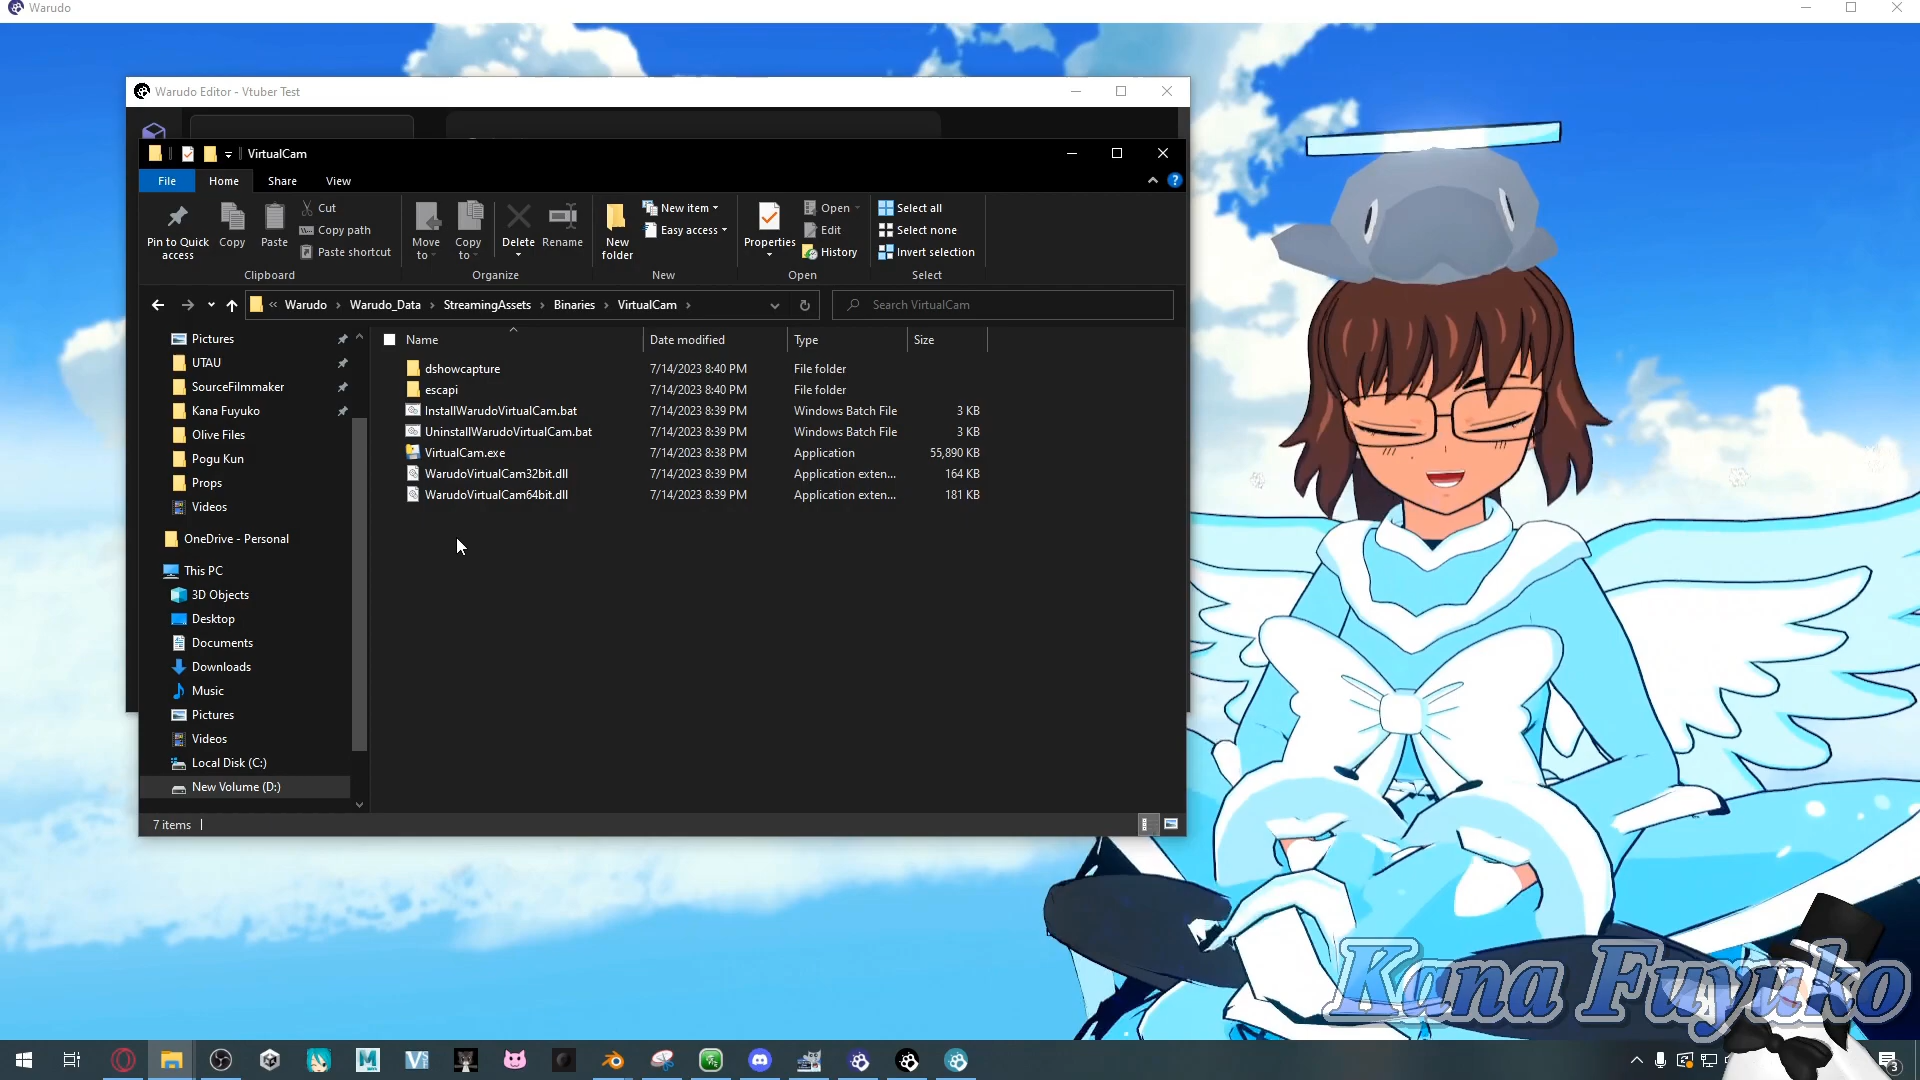 Warudo
Warudo Editor - Vtuber Test
VirtualCam
File
Home
Share
View
Pin to Quick access
Copy
Paste
Cut
Copy path
Paste shortcut
Move to
Copy to
Delete
Rename
New folder
New item
Easy access
Properties
Open
Edit
History
Select all
Select none
Invert selection
Clipboard
Organize
New
Open
Select
« Warudo › Warudo_Data › StreamingAssets › Binaries › VirtualCam ›
Search VirtualCam
Pictures
UTAU
SourceFilmmaker
Kana Fuyuko
Olive Files
Pogu Kun
Props
Videos
OneDrive - Personal
This PC
3D Objects
Desktop
Documents
Downloads
Music
Pictures
Videos
Local Disk (C:)
New Volume (D:)
Name Date modified Type Size
dshowcapture 7/14/2023 8:40 PM File folder
escapi 7/14/2023 8:40 PM File folder
InstallWarudoVirtualCam.bat 7/14/2023 8:39 PM Windows Batch File 3 KB
UninstallWarudoVirtualCam.bat 7/14/2023 8:39 PM Windows Batch File 3 KB
VirtualCam.exe 7/14/2023 8:38 PM Application 55,890 KB
WarudoVirtualCam32bit.dll 7/14/2023 8:39 PM Application exten... 164 KB
WarudoVirtualCam64bit.dll 7/14/2023 8:39 PM Application exten... 181 KB
7 items
Kana Fuyuko
3